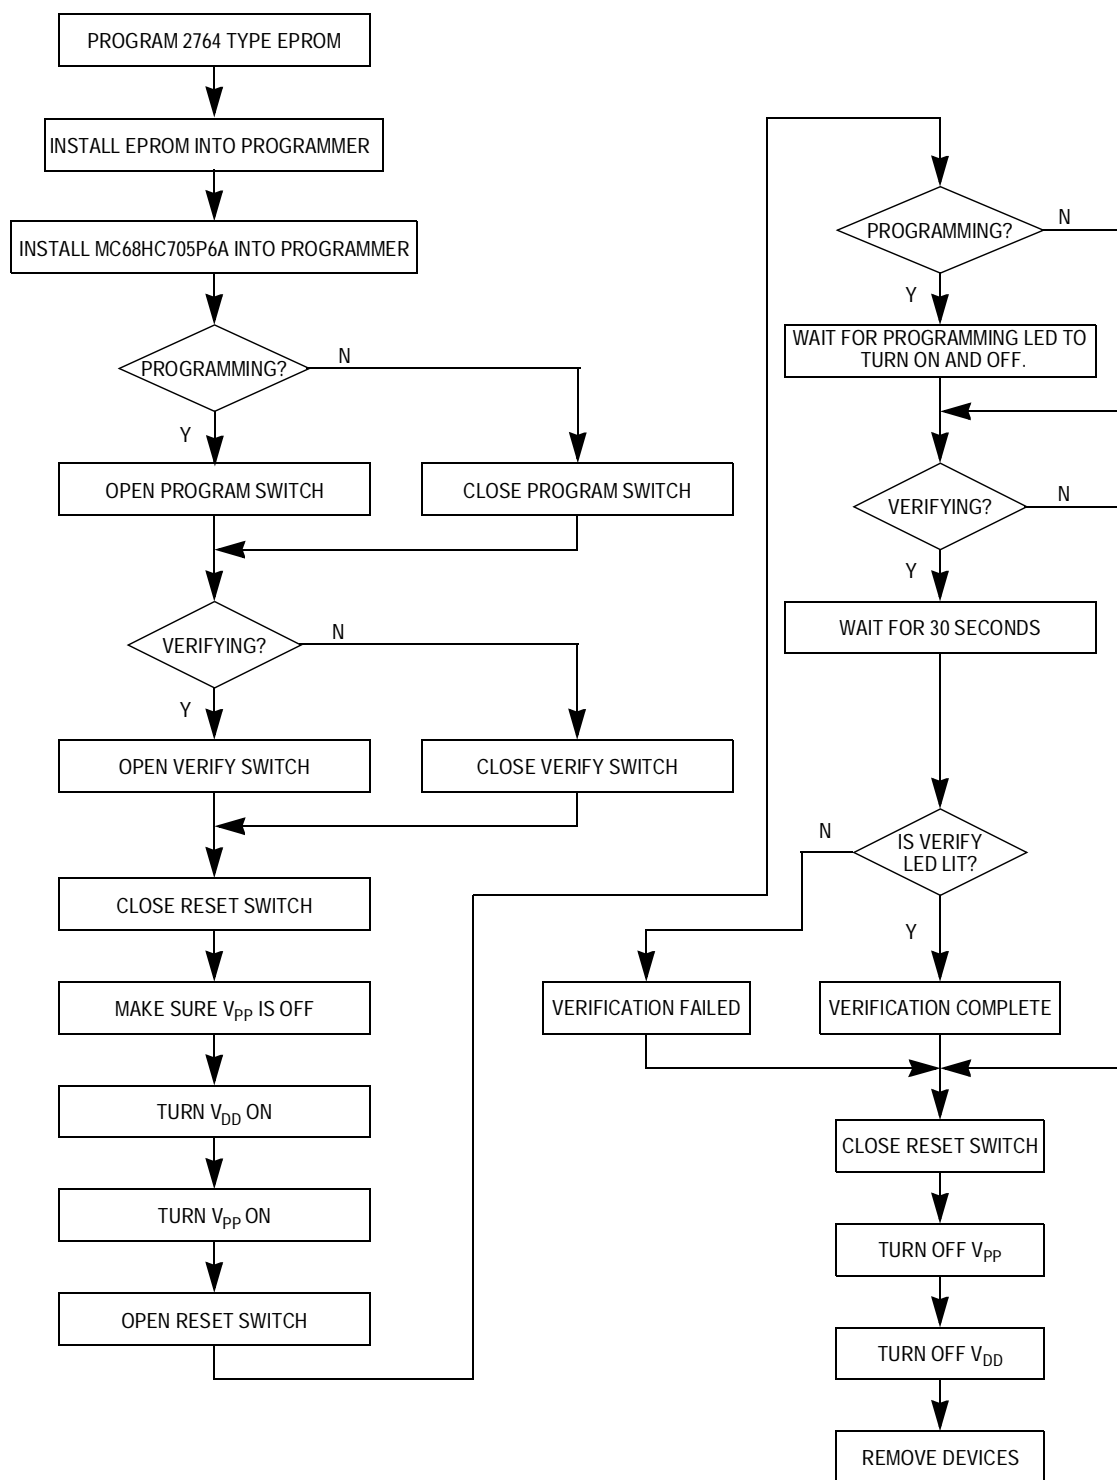 PROGRAM 2764 TYPE EPROM
INSTALL EPROM INTO PROGRAMMER
INSTALL MC68HC705P6A INTO PROGRAMMER
PROGRAMMING?
N
Y
OPEN PROGRAM SWITCH
CLOSE PROGRAM SWITCH
VERIFYING?
N
Y
OPEN VERIFY SWITCH
CLOSE VERIFY SWITCH
CLOSE RESET SWITCH
MAKE SURE VPP IS OFF
TURN VDD ON
TURN VPP ON
OPEN RESET SWITCH
PROGRAMMING?
N
Y
WAIT FOR PROGRAMMING LED TO
TURN ON AND OFF.
VERIFYING?
N
Y
WAIT FOR 30 SECONDS
IS VERIFY
LED LIT?
N
Y
VERIFICATION FAILED
VERIFICATION COMPLETE
CLOSE RESET SWITCH
TURN OFF VPP
TURN OFF VDD
REMOVE DEVICES